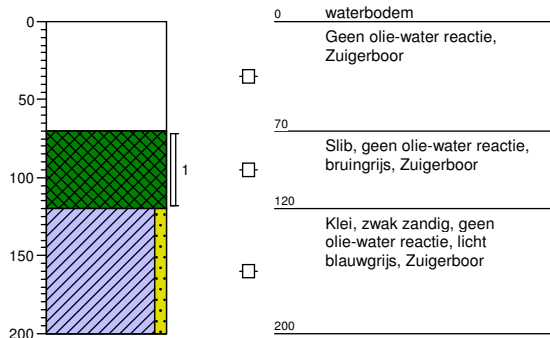 0
50
100
150
200
1
0 waterbodem
Geen olie-water reactie,
Zuigerboor
70
Slib, geen olie-water reactie,
bruingrijs, Zuigerboor
120
Klei, zwak zandig, geen
olie-water reactie, licht
blauwgrijs, Zuigerboor
200